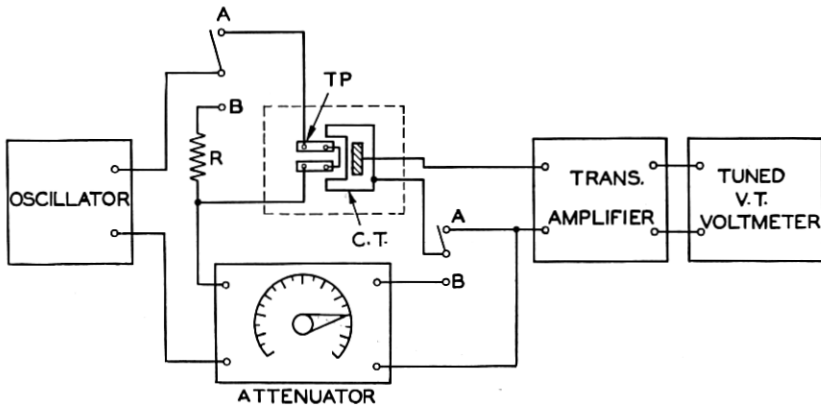 A
TP
B
R
OSCILLATOR
C.T.
A
B
TRANS.
AMPLIFIER
TUNED
V.T.
VOLTMETER
ATTENUATOR